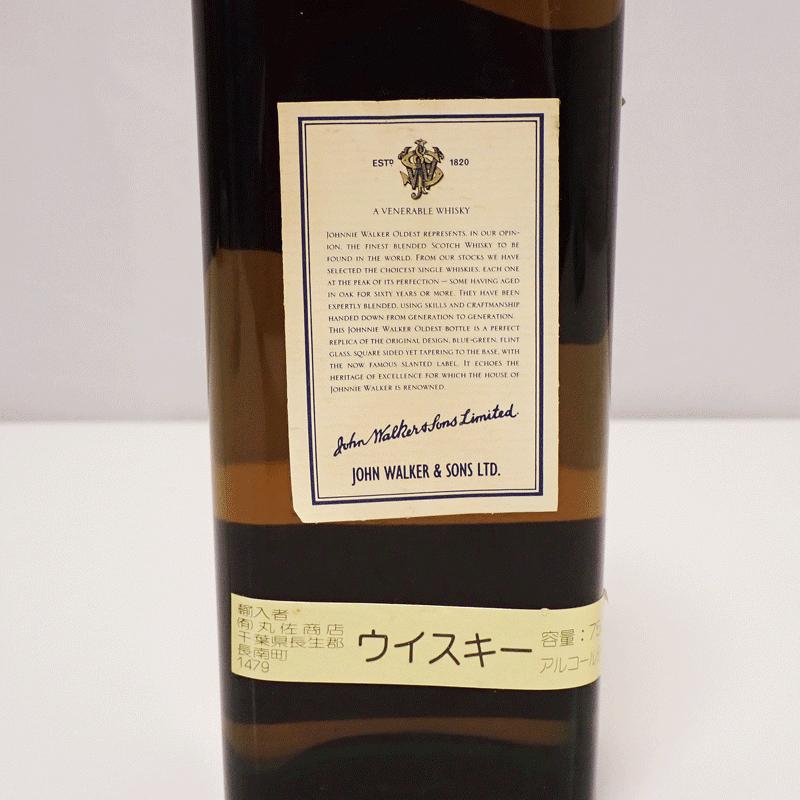 ESTD 1820
A VENERABLE WHISKY
JOHNNIE WALKER OLDEST REPRESENTS, IN OUR OPIN-
ION, THE FINEST BLENDED SCOTCH WHISKY TO BE
FOUND IN THE WORLD. FROM OUR STOCKS WE HAVE
SELECTED THE CHOICEST SINGLE WHISKIES, EACH ONE
AT THE PEAK OF ITS PERFECTION — SOME HAVING AGED
IN OAK FOR SIXTY YEARS OR MORE. THEY HAVE BEEN
EXPERTLY BLENDED, USING SKILLS AND CRAFTMANSHIP
HANDED DOWN FROM GENERATION TO GENERATION.
THIS JOHNNIE WALKER OLDEST BOTTLE IS A PERFECT
REPLICA OF THE ORIGINAL DESIGN, BLUE-GREEN, FLINT
GLASS, SQUARE SIDED YET TAPERING TO THE BASE, WITH
THE NOW FAMOUS SLANTED LABEL. IT ECHOES THE
HERITAGE OF EXCELLENCE FOR WHICH THE HOUSE OF
JOHNNIE WALKER IS RENOWNED.
John Walker & Sons Limited.
JOHN WALKER & SONS LTD.
輸入者
(有)丸佐商店
千葉県長生郡
長南町
1479
ウイスキー
容量：75
アルコール